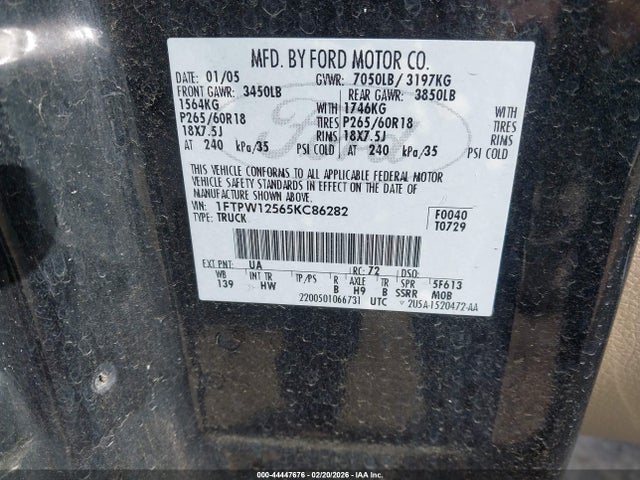 MFD. BY FORD MOTOR CO.
DATE: 01/05 GVWR: 7050LB/ 3197KG
FRONT GAWR: 3450LB REAR GAWR: 3850LB
1564KG WITH 1746KG WITH
P265/60R18 TIRES P265/60R18 TIRES
18X7.5J RIMS 18X7.5J RIMS
AT 240 kPa/35 PSI COLD AT 240 kPa/35 PSI COLD
THIS VEHICLE CONFORMS TO ALL APPLICABLE FEDERAL MOTOR
VEHICLE SAFETY STANDARDS IN EFFECT ON THE DATE OF
MANUFACTURE SHOWN ABOVE.
VIN: 1FTPW12565KC86282 F0040
TYPE: TRUCK T0729
EXT PNT: UA RC: 72 DSO:
WB INT TR TP/PS R AXLE TR SPR 5F613
139 HW B H9 B SSRR MOB
2200501066731 UTC ▽ 2U5A-1520472-AA
Ford
000-44447676 - 02/20/2026 - IAA Inc.